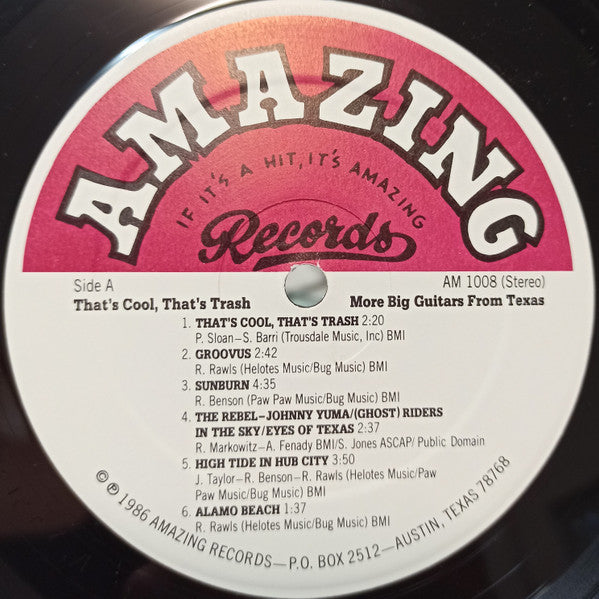 AMAZING
IF IT'S A HIT, IT'S AMAZING
Records
Side A
AM 1008 (Stereo)
That's Cool, That's Trash
More Big Guitars From Texas
1. THAT'S COOL, THAT'S TRASH 2:20
P. Sloan–S. Barri (Trousdale Music, Inc) BMI
2. GROOVUS 2:42
R. Rawls (Helotes Music/Bug Music) BMI
3. SUNBURN 4:35
R. Benson (Paw Paw Music/Bug Music) BMI
4. THE REBEL–JOHNNY YUMA/(GHOST) RIDERS
IN THE SKY/EYES OF TEXAS 2:37
R. Markowitz–A. Fenady BMI/S. Jones ASCAP/ Public Domain
5. HIGH TIDE IN HUB CITY 3:50
J. Taylor–R. Benson–R. Rawls (Helotes Music/Paw
Paw Music/Bug Music) BMI
6. ALAMO BEACH 1:37
R. Rawls (Helotes Music/Bug Music) BMI
© ℗ 1986 AMAZING RECORDS—P.O. BOX 2512—AUSTIN, TEXAS 78768